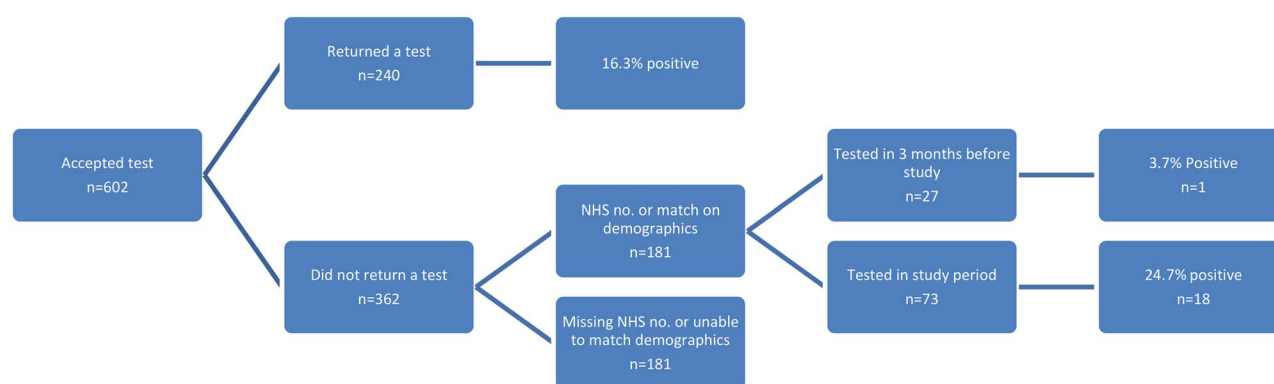 Accepted test
n=602
Returned a test
n=240
16.3% positive
Did not return a test
n=362
NHS no. or match on
demographics
n=181
Missing NHS no. or unable
to match demographics
n=181
Tested in 3 months before
study
n=27
3.7% Positive
n=1
Tested in study period
n=73
24.7% positive
n=18